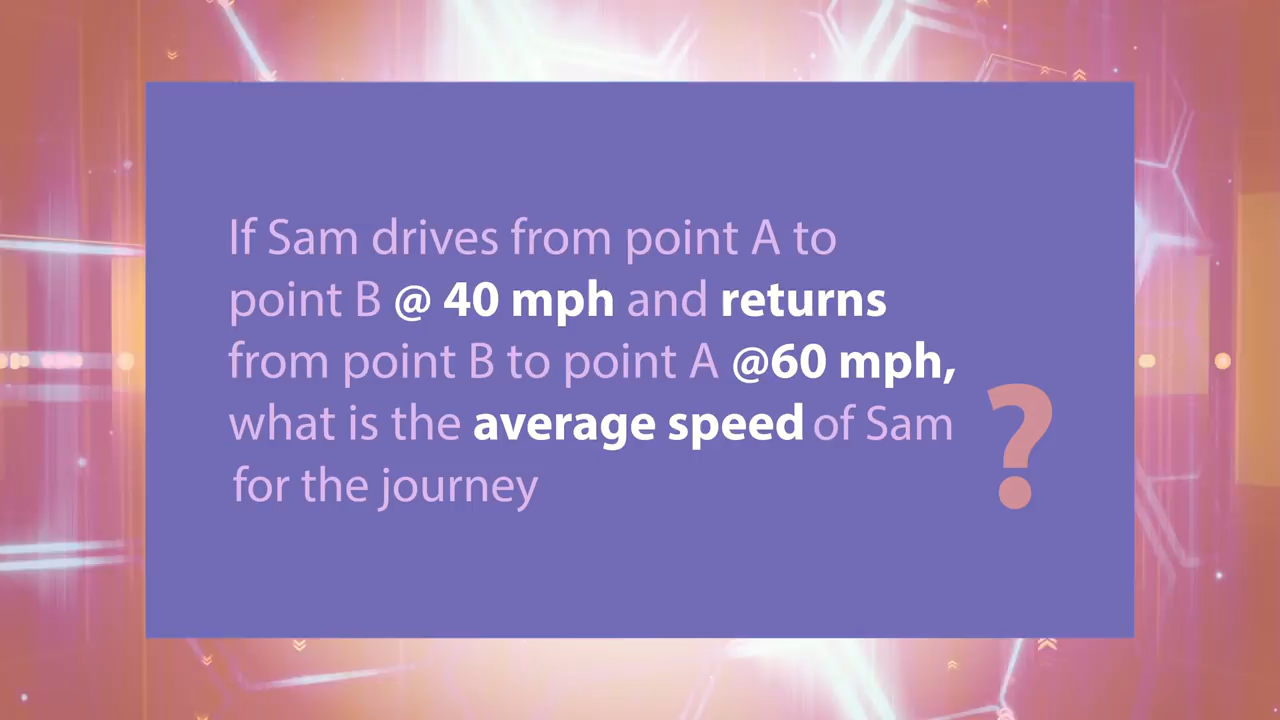 If Sam drives from point A to
point B @ 40 mph and returns
from point B to point A @60 mph,
what is the average speed of Sam
for the journey
?